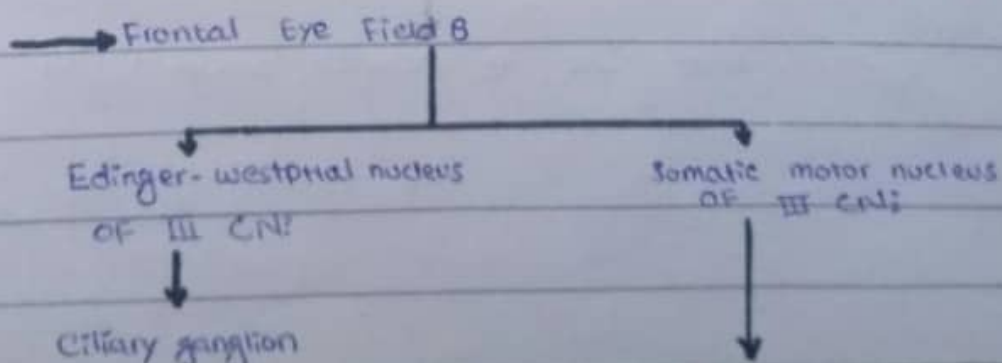 Frontal Eye Field 8
Edinger-westphal nucleus
OF III CN:
Somatic motor nucleus
OF III CN:
Ciliary ganglion